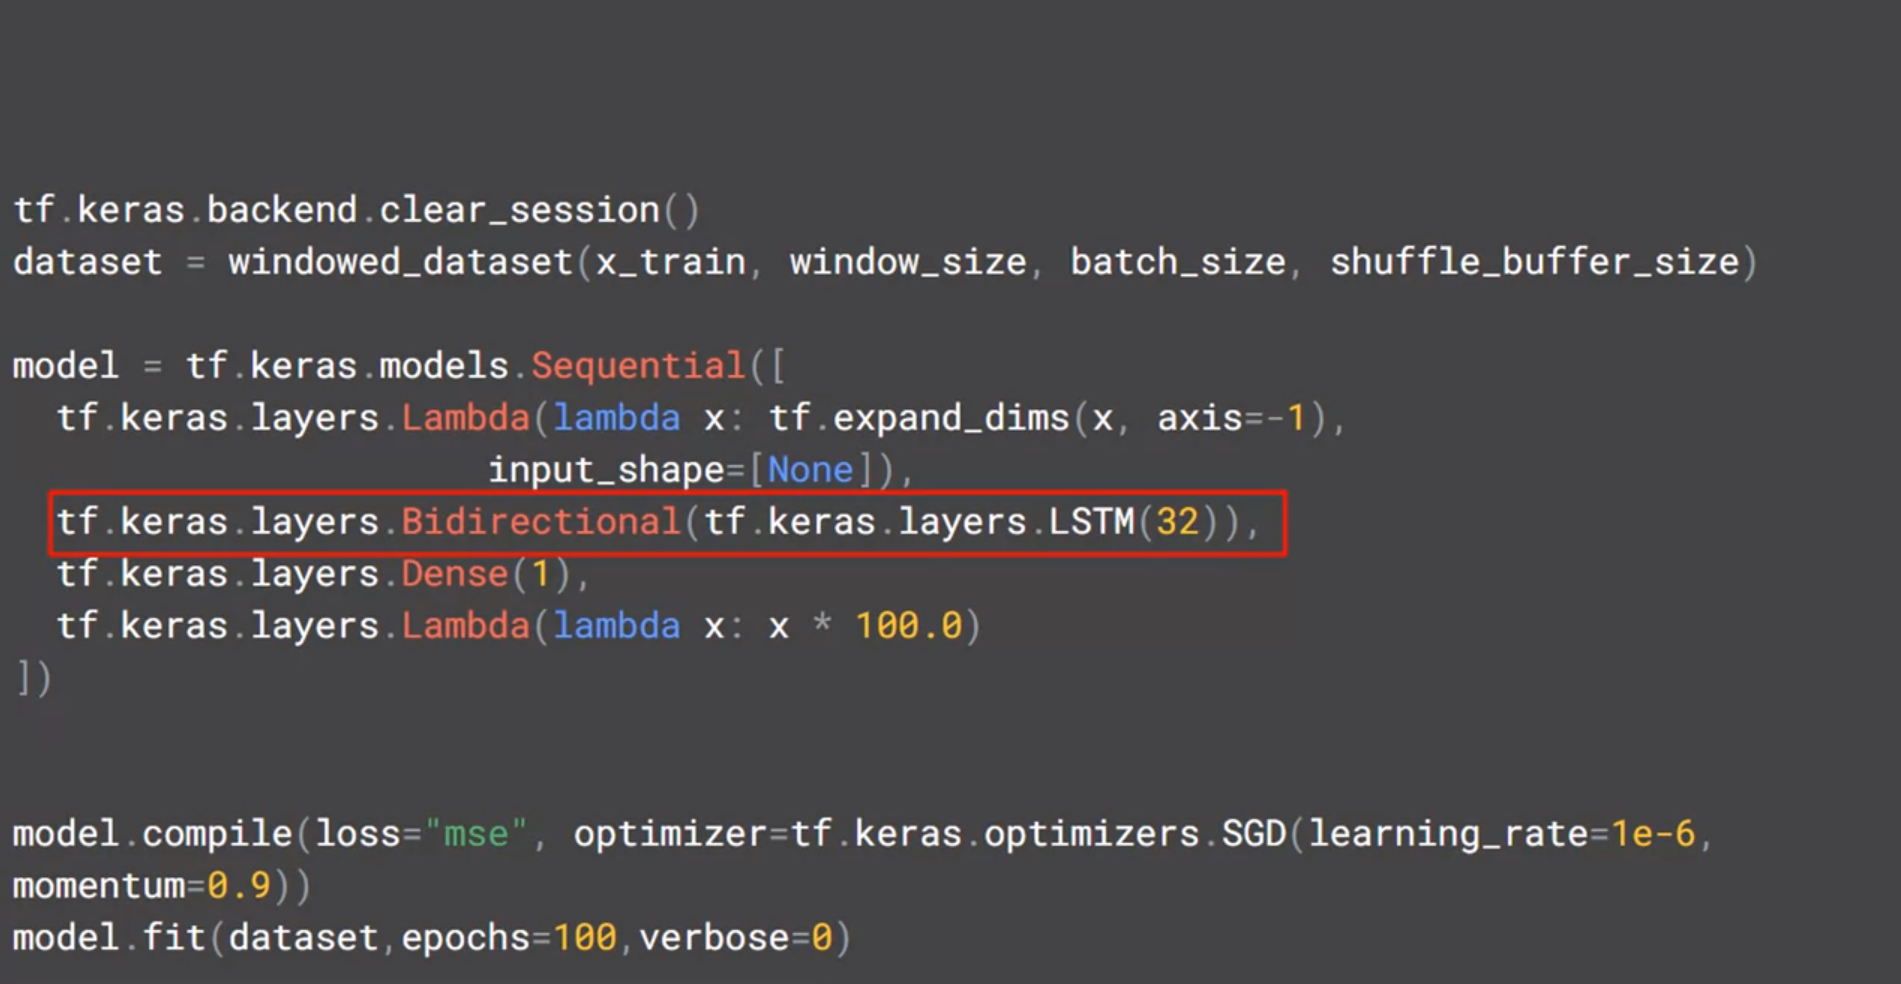 tf.keras.backend.clear_session()
dataset = windowed_dataset(x_train, window_size, batch_size, shuffle_buffer_size)
model = tf.keras.models.Sequential([
tf.keras.layers.Lambda(lambda x: tf.expand_dims(x, axis=-1),
input_shape=[None]),
tf.keras.layers.Bidirectional(tf.keras.layers.LSTM(32)),
tf.keras.layers.Dense(1),
tf.keras.layers.Lambda(lambda x: x * 100.0)
])
model.compile(loss="mse", optimizer=tf.keras.optimizers.SGD(learning_rate=1e-6,
momentum=0.9))
model.fit(dataset,epochs=100,verbose=0)